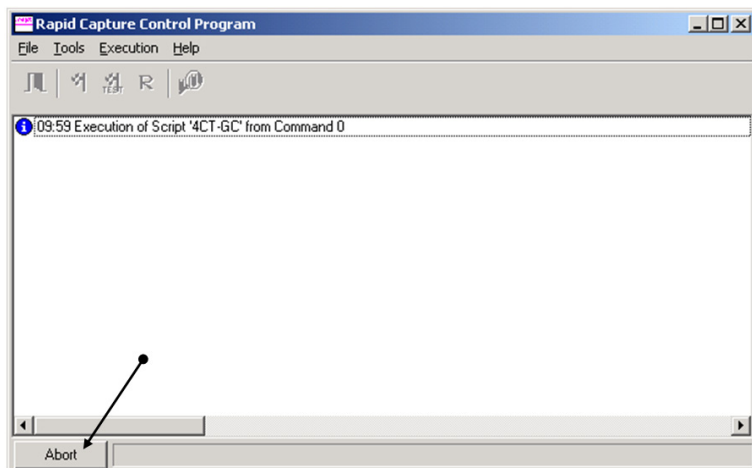 Rapid Capture Control Program
File Tools Execution Help
TEST R
09:59 Execution of Script '4CT-GC' from Command 0
Abort